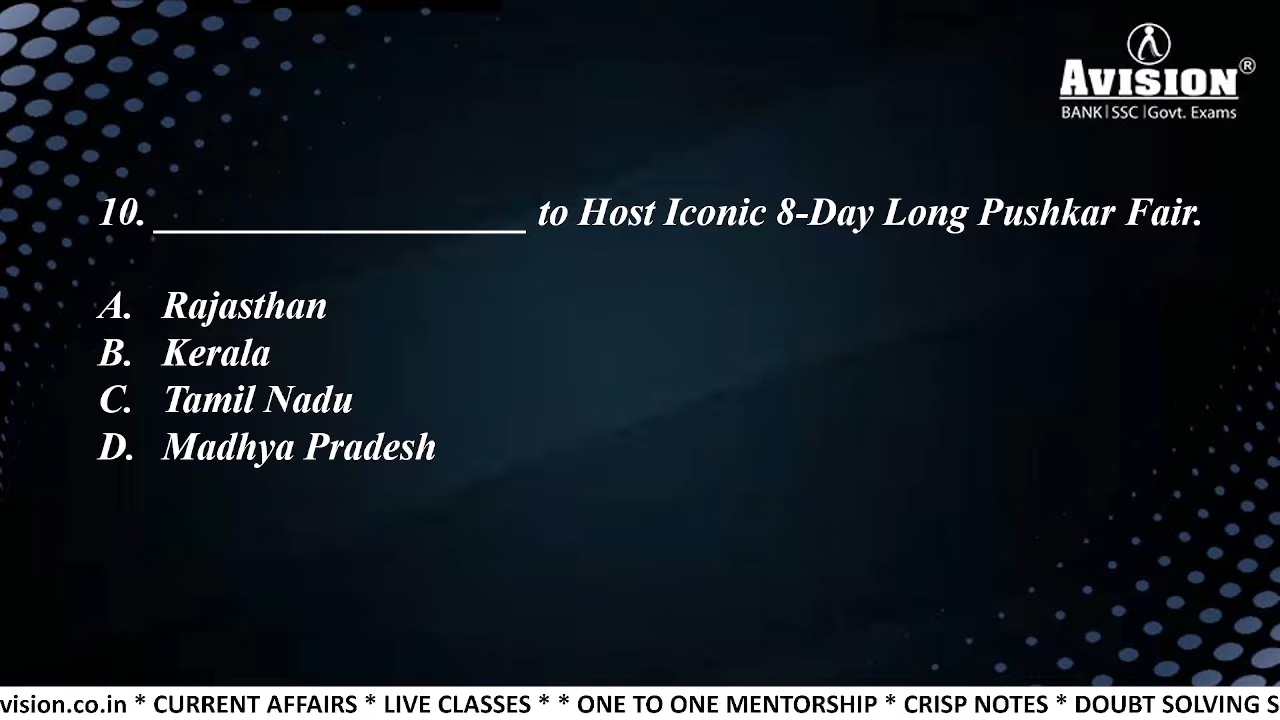 AVISION®
BANK|SSC |Govt. Exams
10. __________________ to Host Iconic 8-Day Long Pushkar Fair.
A. Rajasthan
B. Kerala
C. Tamil Nadu
D. Madhya Pradesh
vision.co.in * CURRENT AFFAIRS * LIVE CLASSES * * ONE TO ONE MENTORSHIP * CRISP NOTES * DOUBT SOLVING S